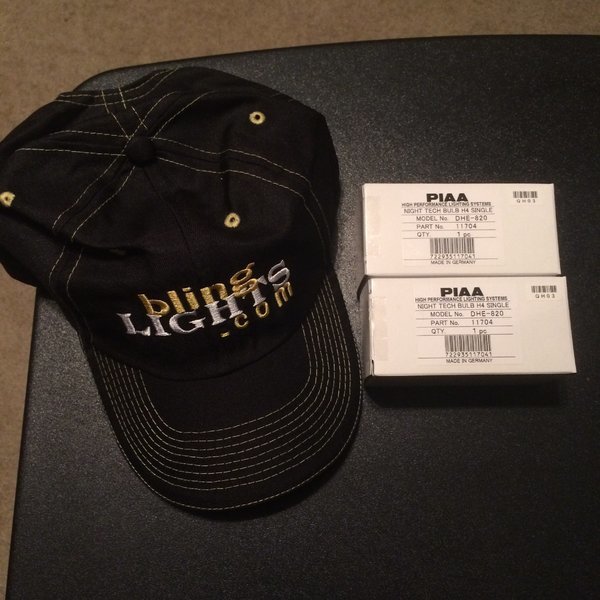 bling
LIGHTS
.com
PIAA
HIGH PERFORMANCE LIGHTING SYSTEMS
NIGHT TECH BULB H4 SINGLE
MODEL No. DHE-820
PART No. 11704
QTY. 1 pc
722935117041
MADE IN GERMANY
QH03
PIAA
HIGH PERFORMANCE LIGHTING SYSTEMS
NIGHT TECH BULB H4 SINGLE
MODEL No. DHE-820
PART No. 11704
QTY. 1 pc
722935117041
MADE IN GERMANY
QH03